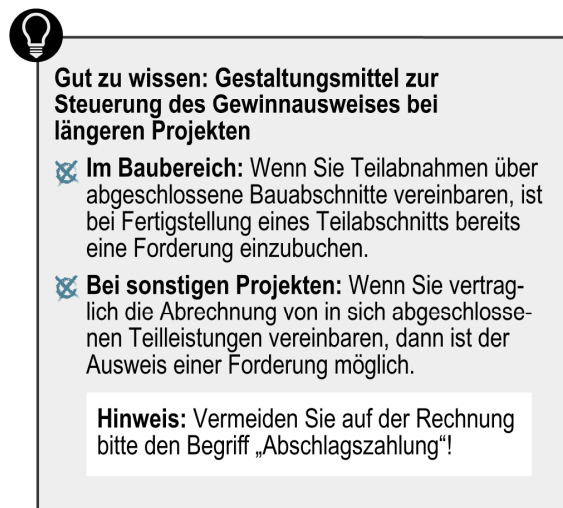 Gut zu wissen: Gestaltungsmittel zur
Steuerung des Gewinnausweises bei
längeren Projekten
Im Baubereich: Wenn Sie Teilabnahmen über
abgeschlossene Bauabschnitte vereinbaren, ist
bei Fertigstellung eines Teilabschnitts bereits
eine Forderung einzubuchen.
Bei sonstigen Projekten: Wenn Sie vertrag-
lich die Abrechnung von in sich abgeschlosse-
nen Teilleistungen vereinbaren, dann ist der
Ausweis einer Forderung möglich.
Hinweis: Vermeiden Sie auf der Rechnung
bitte den Begriff „Abschlagszahlung“!